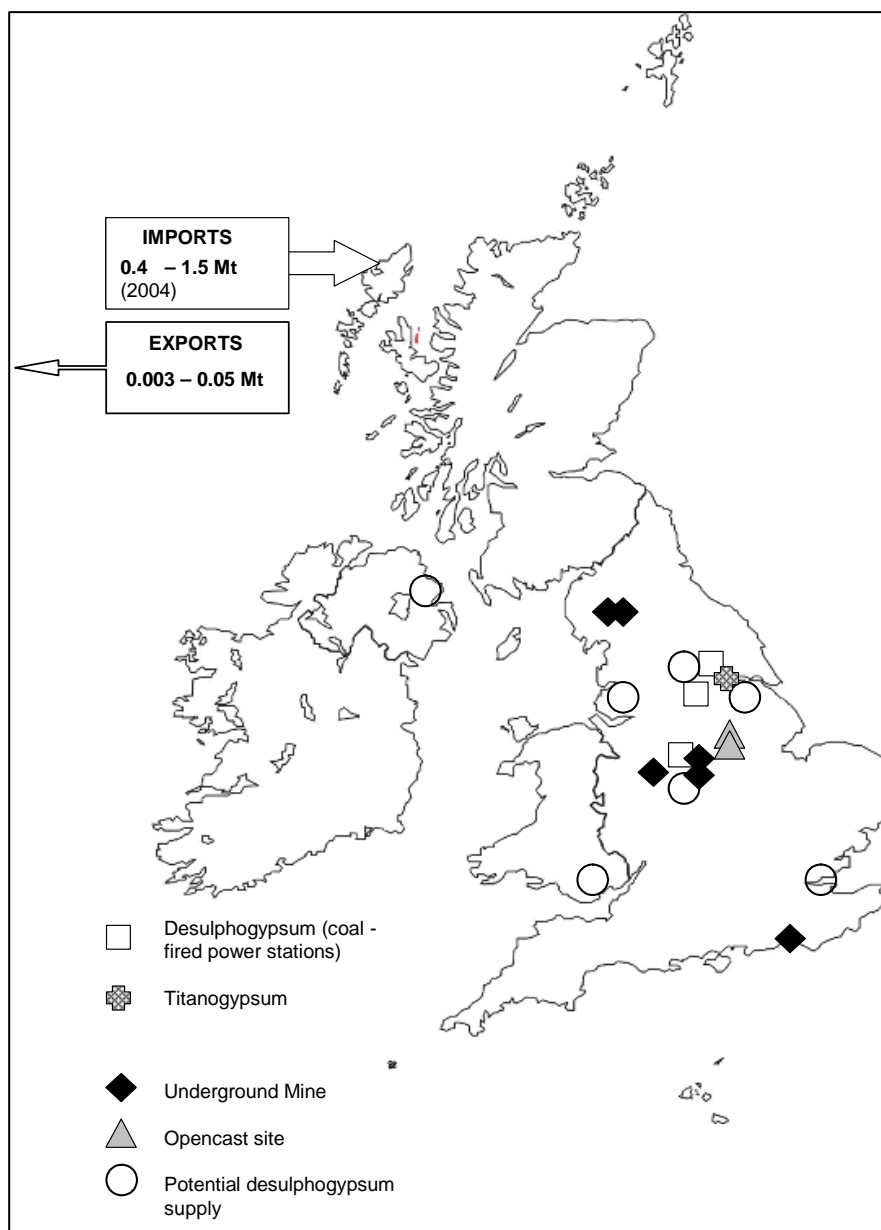 IMPORTS
0.4 – 1.5 Mt
(2004)
EXPORTS
0.003 – 0.05 Mt
Desulphogypsum (coal -
fired power stations)
Titanogypsum
Underground Mine
Opencast site
Potential desulphogypsum
supply